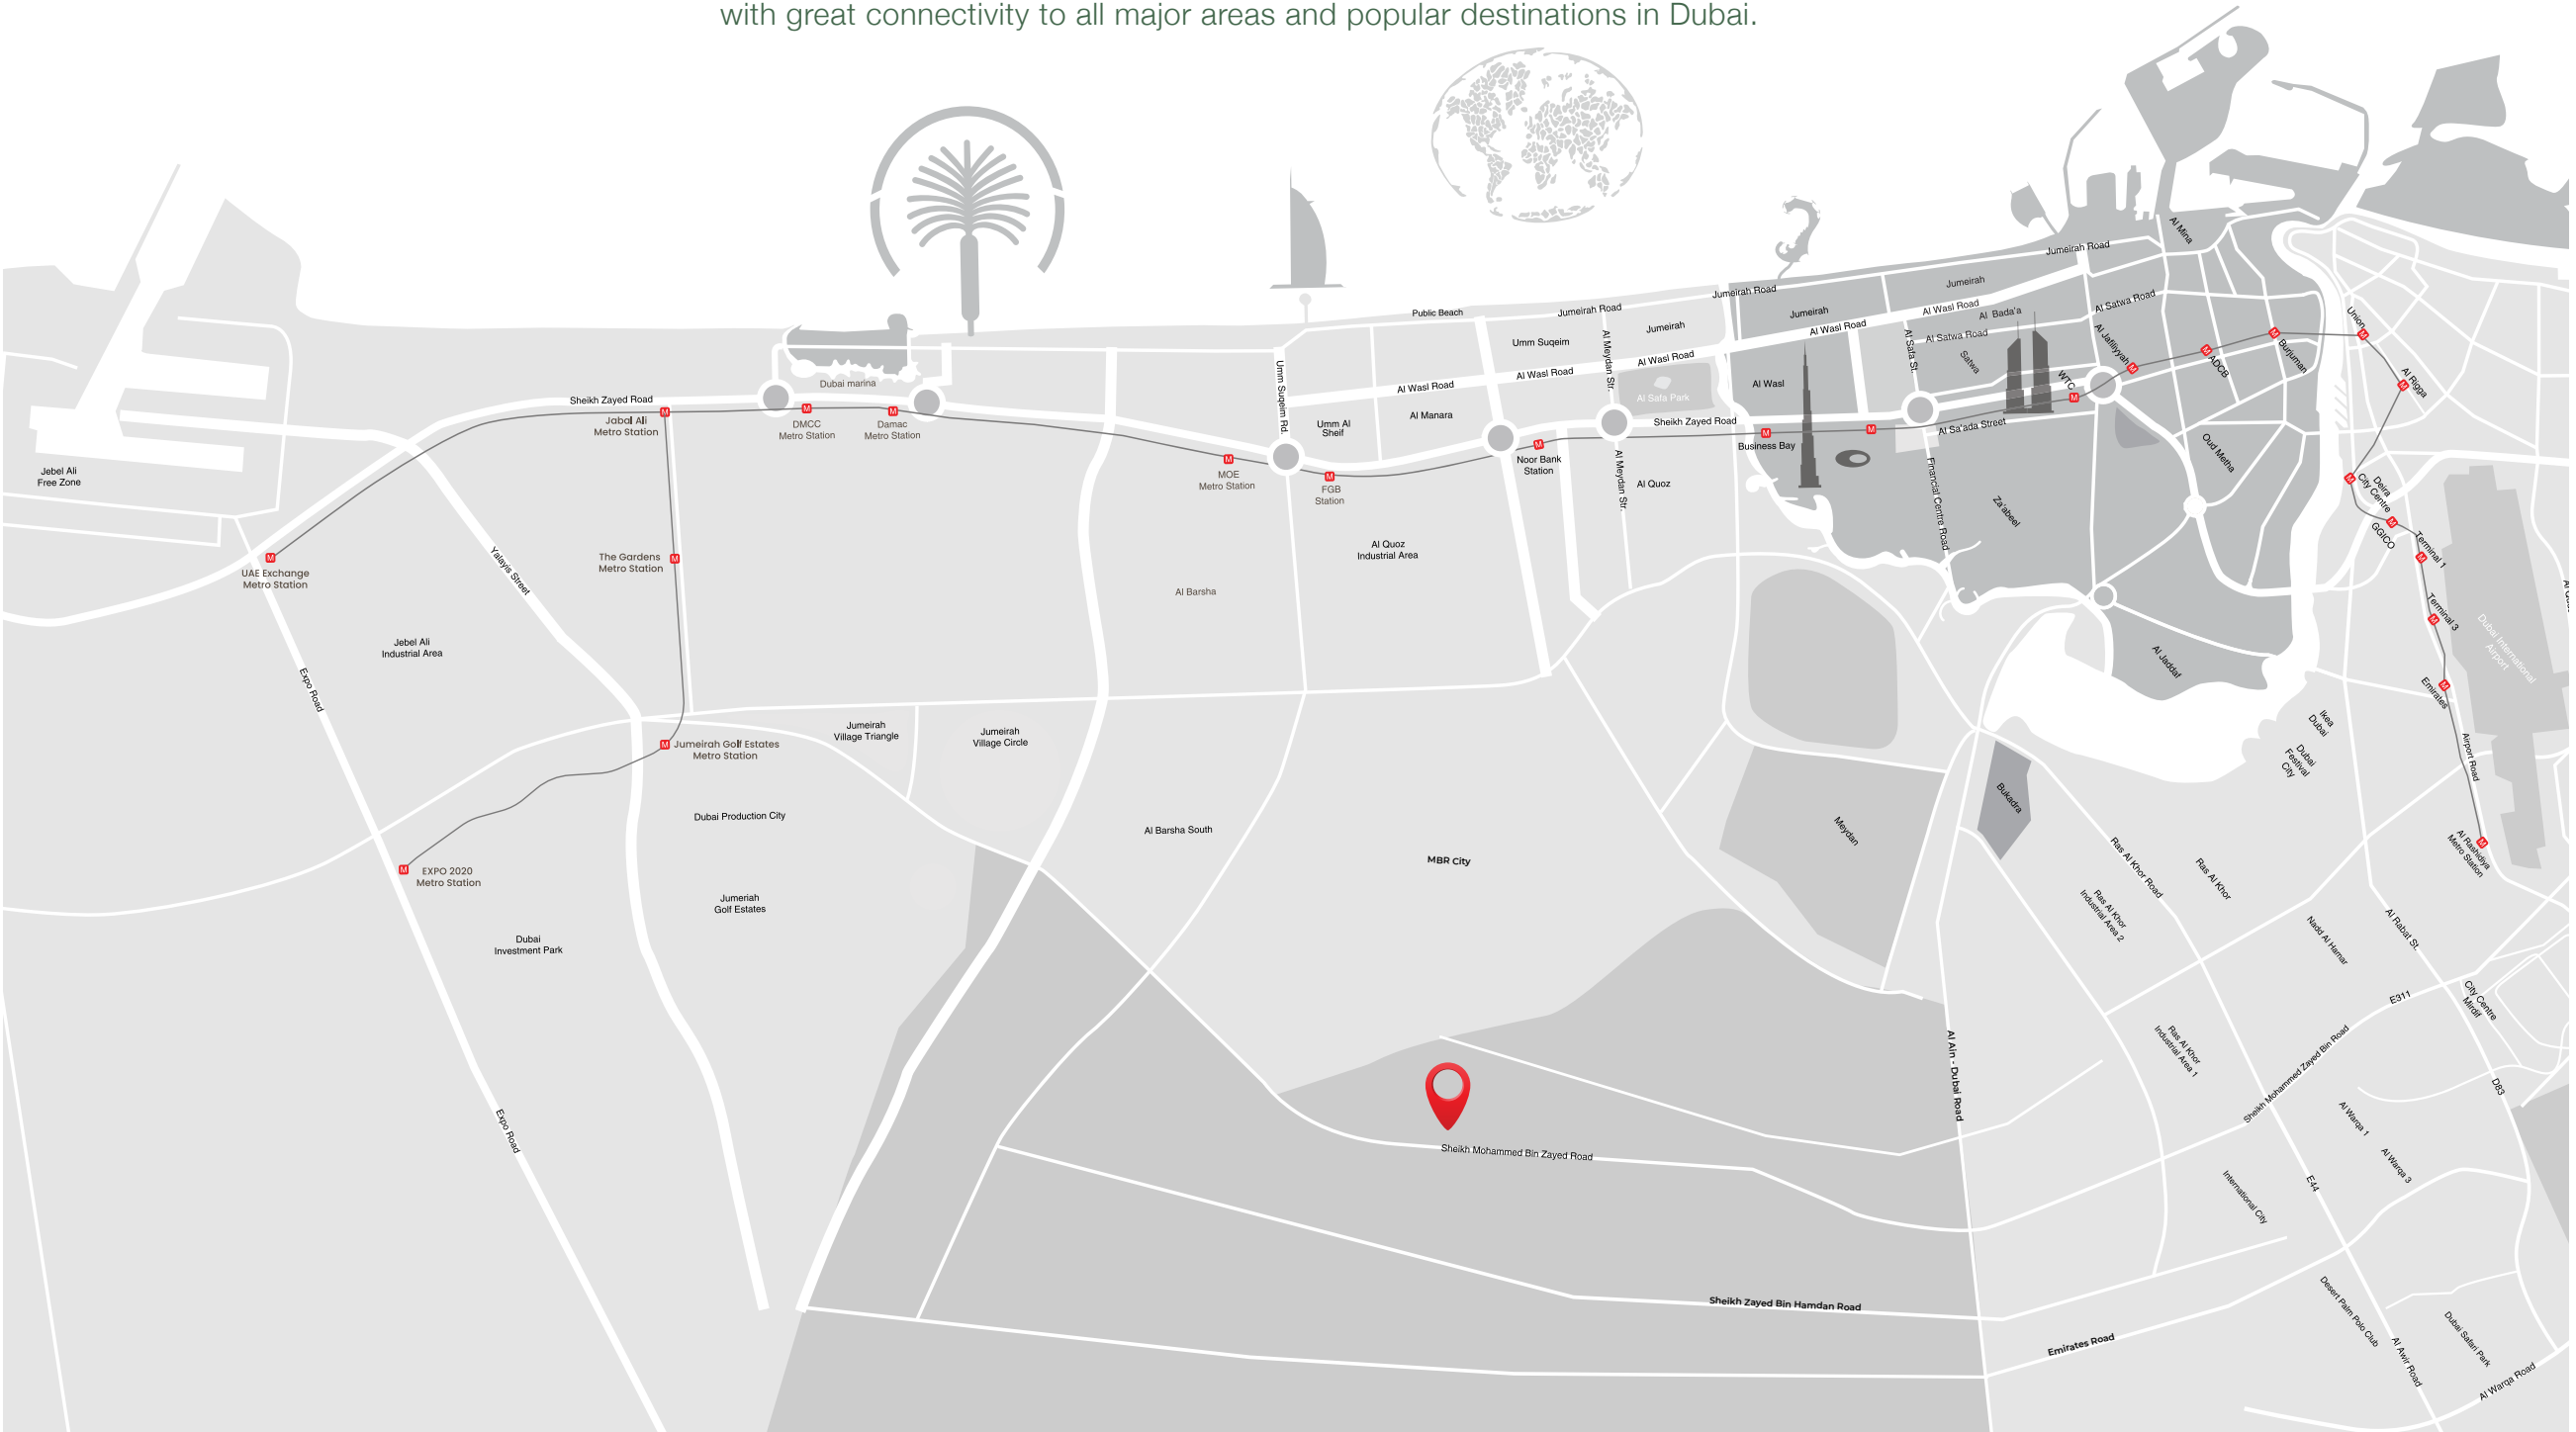 with great connectivity to all major areas and popular destinations in Dubai.
Al Mina
Jumeirah Road
Jumeirah
Jumeirah Road
Al Wasl Road
Al Satwa Road
Public Beach
Jumeirah Road
Jumeirah
Jumeirah
Al Bada'a
Al Wasl Road
Al Satwa Road
Al Safa St.
Satwa
Al Jafiliyyah
ADCB
Burjuman
Union
Al Rigga
Umm Suqeim
Al Meydan Str.
Al Wasl Road
Al Wasl Road
Al Wasl Road
Umm Suqeim Rd.
Al Wasl
WTC
Al Safa Park
Dubai marina
Sheikh Zayed Road
Jabal Ali
Metro Station
DMCC
Metro Station
Damac
Metro Station
Umm Al
Sheif
Al Manara
Sheikh Zayed Road
Business Bay
Al Sa'ada Street
Oud Metha
Jebel Ali
Free Zone
MOE
Metro Station
FGB
Station
Noor Bank
Station
Al Meydan Str.
Al Quoz
Financial Centre Road
Za'abeel
Deira
City Centre
GGICO
Terminal 1
Terminal 3
Dubai International
Airport
UAE Exchange
Metro Station
Yalayis Street
The Gardens
Metro Station
Al Quoz
Industrial Area
Al Barsha
Jebel Ali
Industrial Area
Al Jaddaf
Emirates
Expo Road
Jumeirah
Village Triangle
Jumeirah
Village Circle
Jumeirah Golf Estates
Metro Station
Ikea
Dubai
Dubai
Festival
City
Airport Road
Bukadra
Dubai Production City
Al Barsha South
MBR City
Meydan
Ras Al Khor Road
Ras Al Khor
Al Rashidiya
Metro Station
EXPO 2020
Metro Station
Jumeriah
Golf Estates
Dubai
Investment Park
Ras Al Khor
Industrial Area 2
Nadd Al Hamar
Al Rabat St.
E311
City Centre
Mirdif
Ras Al Khor
Industrial Area 1
Al Ain - Dubai Road
Sheikh Mohammed Bin Zayed Road
D83
Al Warqa 1
Al Warqa 3
Expo Road
Sheikh Mohammed Bin Zayed Road
E44
International City
Sheikh Zayed Bin Hamdan Road
Emirates Road
Desert Palm Polo Club
Al Awir Road
Dubai Safari Park
Al Warqa Road